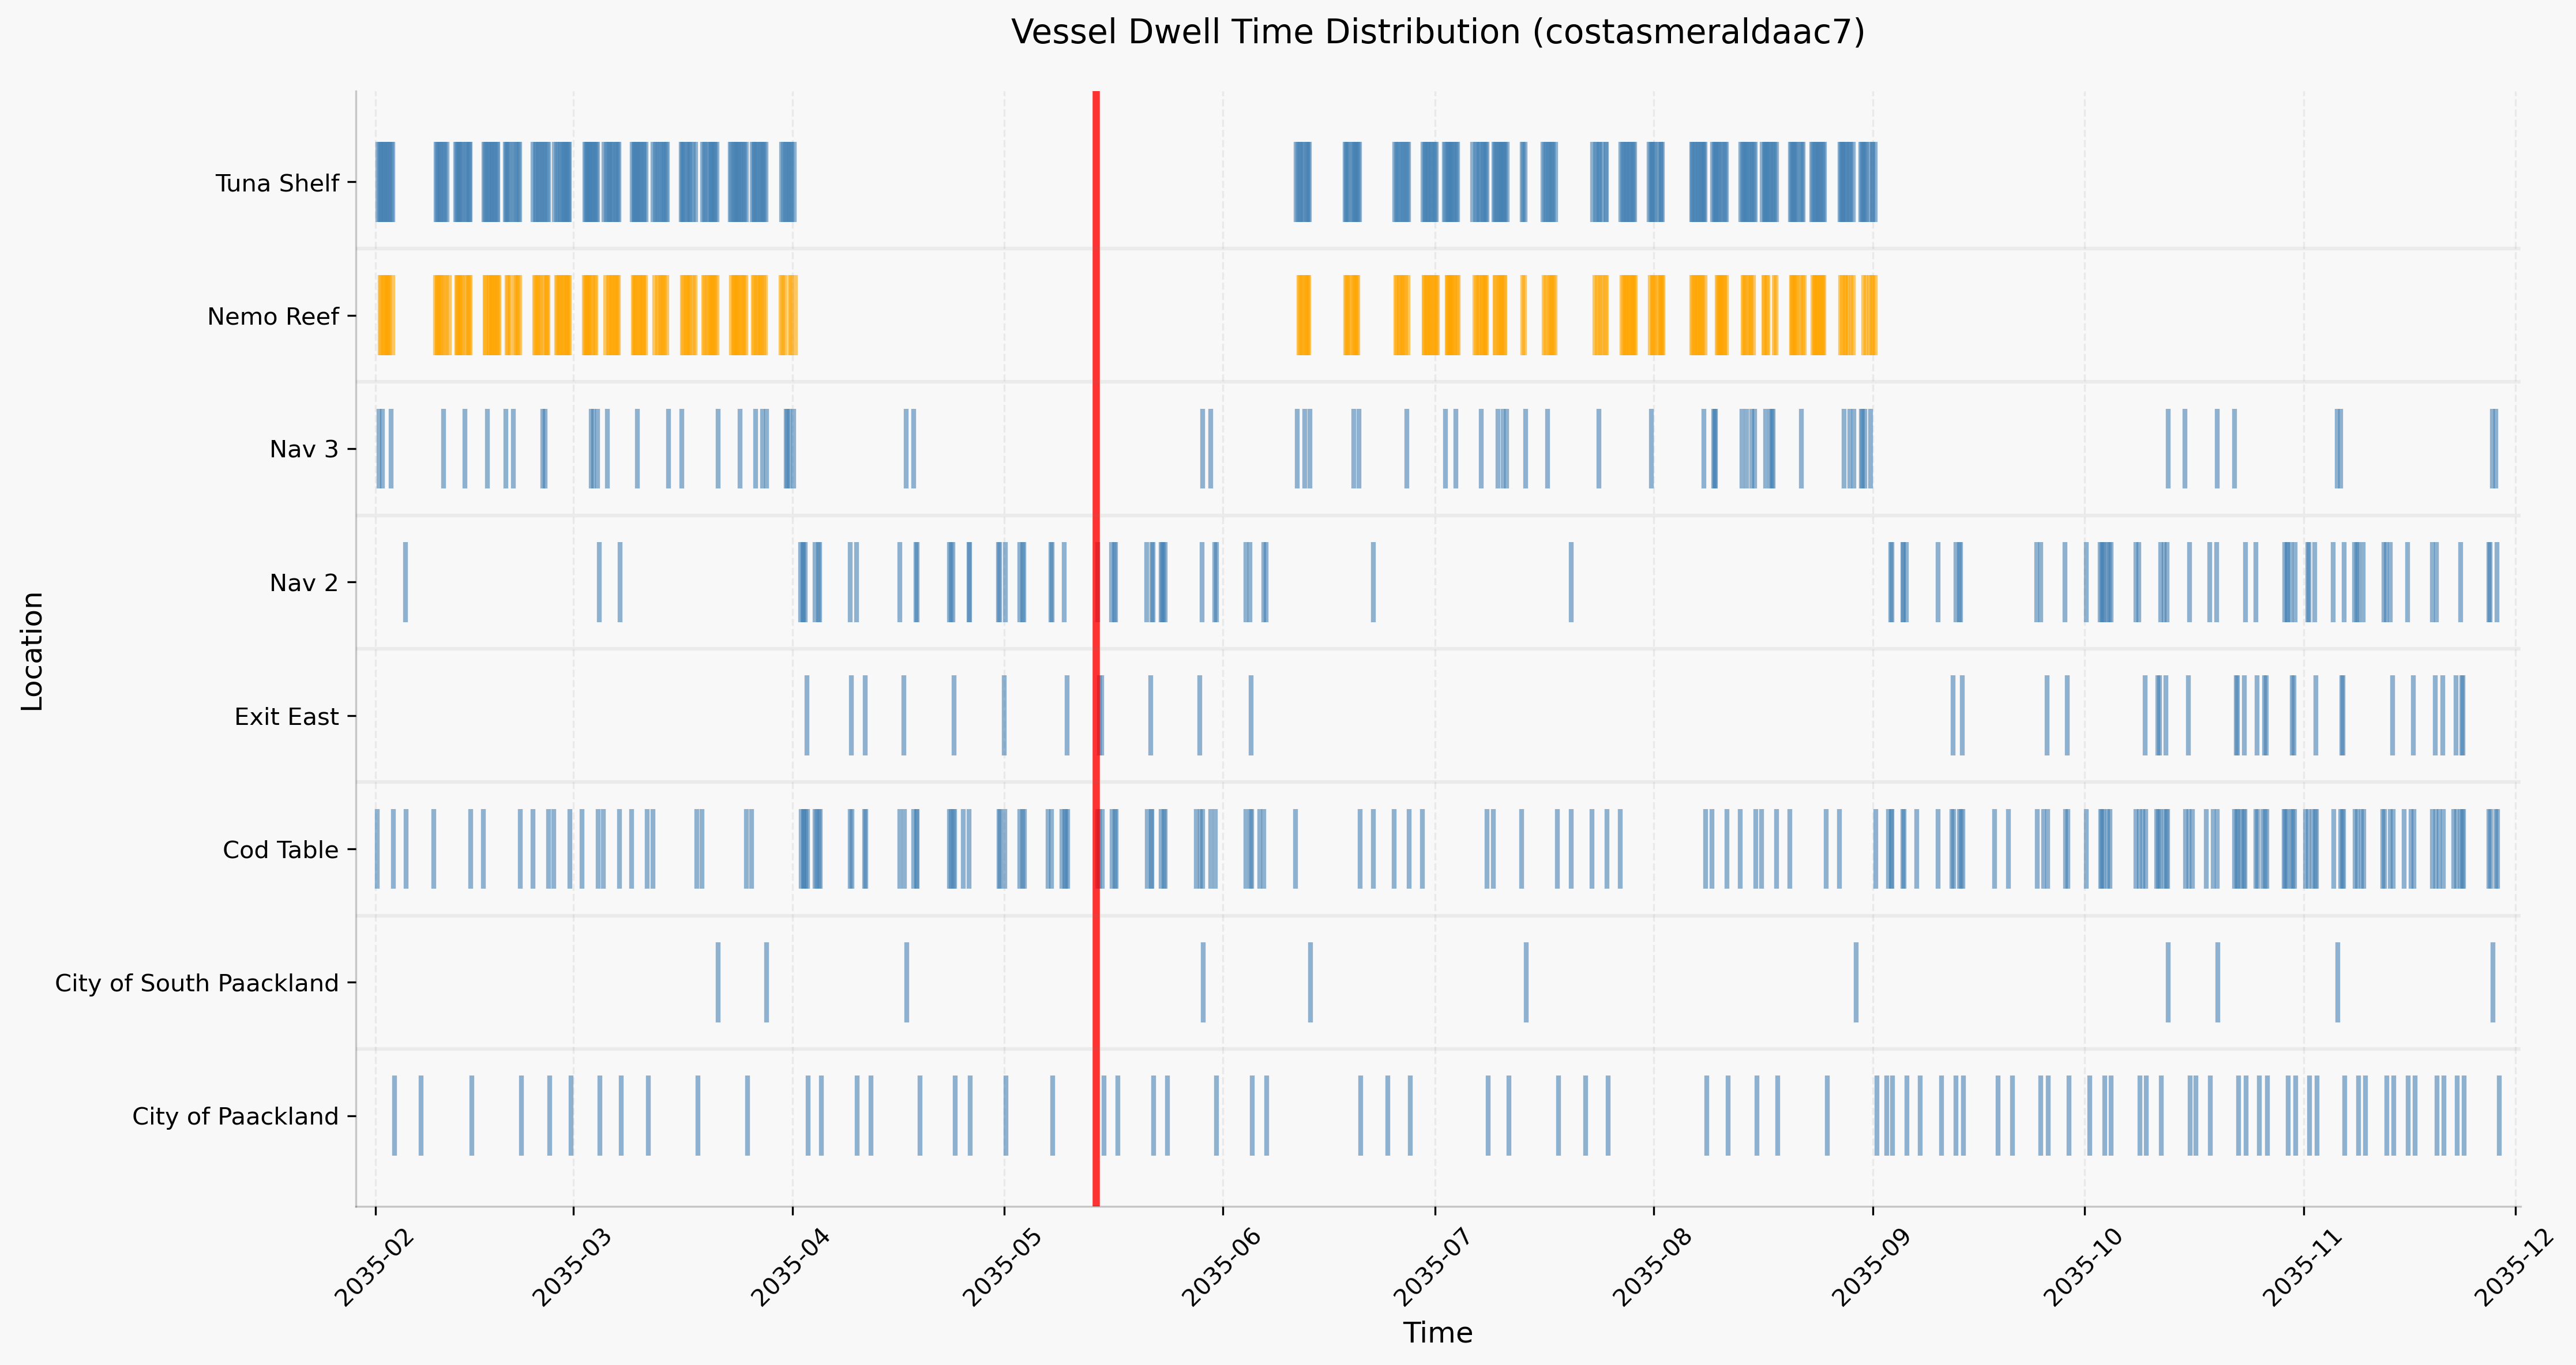 Vessel Dwell Time Distribution (costasmeraldaac7)
Location
Tuna Shelf
Nemo Reef
Nav 3
Nav 2
Exit East
Cod Table
City of South Paackland
City of Paackland
2035-02
2035-03
2035-04
2035-05
2035-06
2035-07
2035-08
2035-09
2035-10
2035-11
2035-12
Time